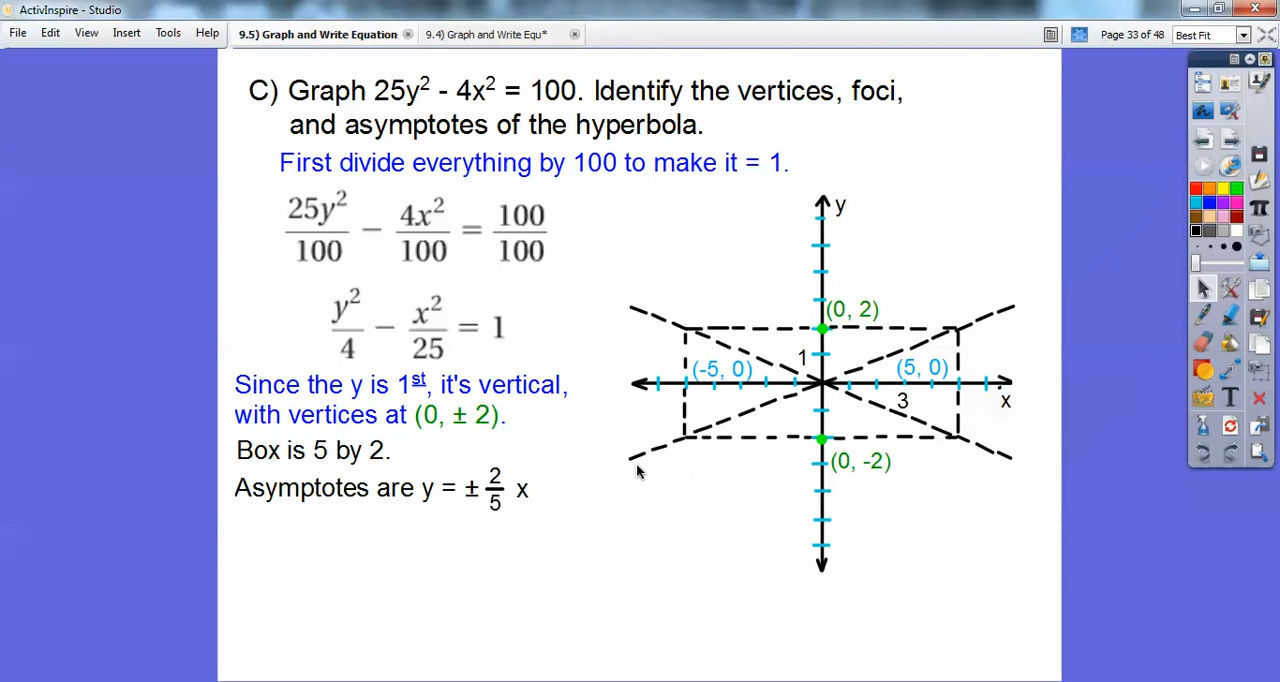 ActivInspire - Studio
File Edit View Insert Tools Help
9.5) Graph and Write Equation
9.4) Graph and Write Equ*
Page 33 of 48
Best Fit
C) Graph 25y² - 4x² = 100. Identify the vertices, foci,
and asymptotes of the hyperbola.
First divide everything by 100 to make it = 1.
25y²/100 − 4x²/100 = 100/100
y²/4 − x²/25 = 1
Since the y is 1st, it's vertical,
with vertices at (0, ± 2).
Box is 5 by 2.
Asymptotes are y = ± 2/5 x
y
(0, 2)
1
(-5, 0)
(5, 0)
3
x
(0, -2)